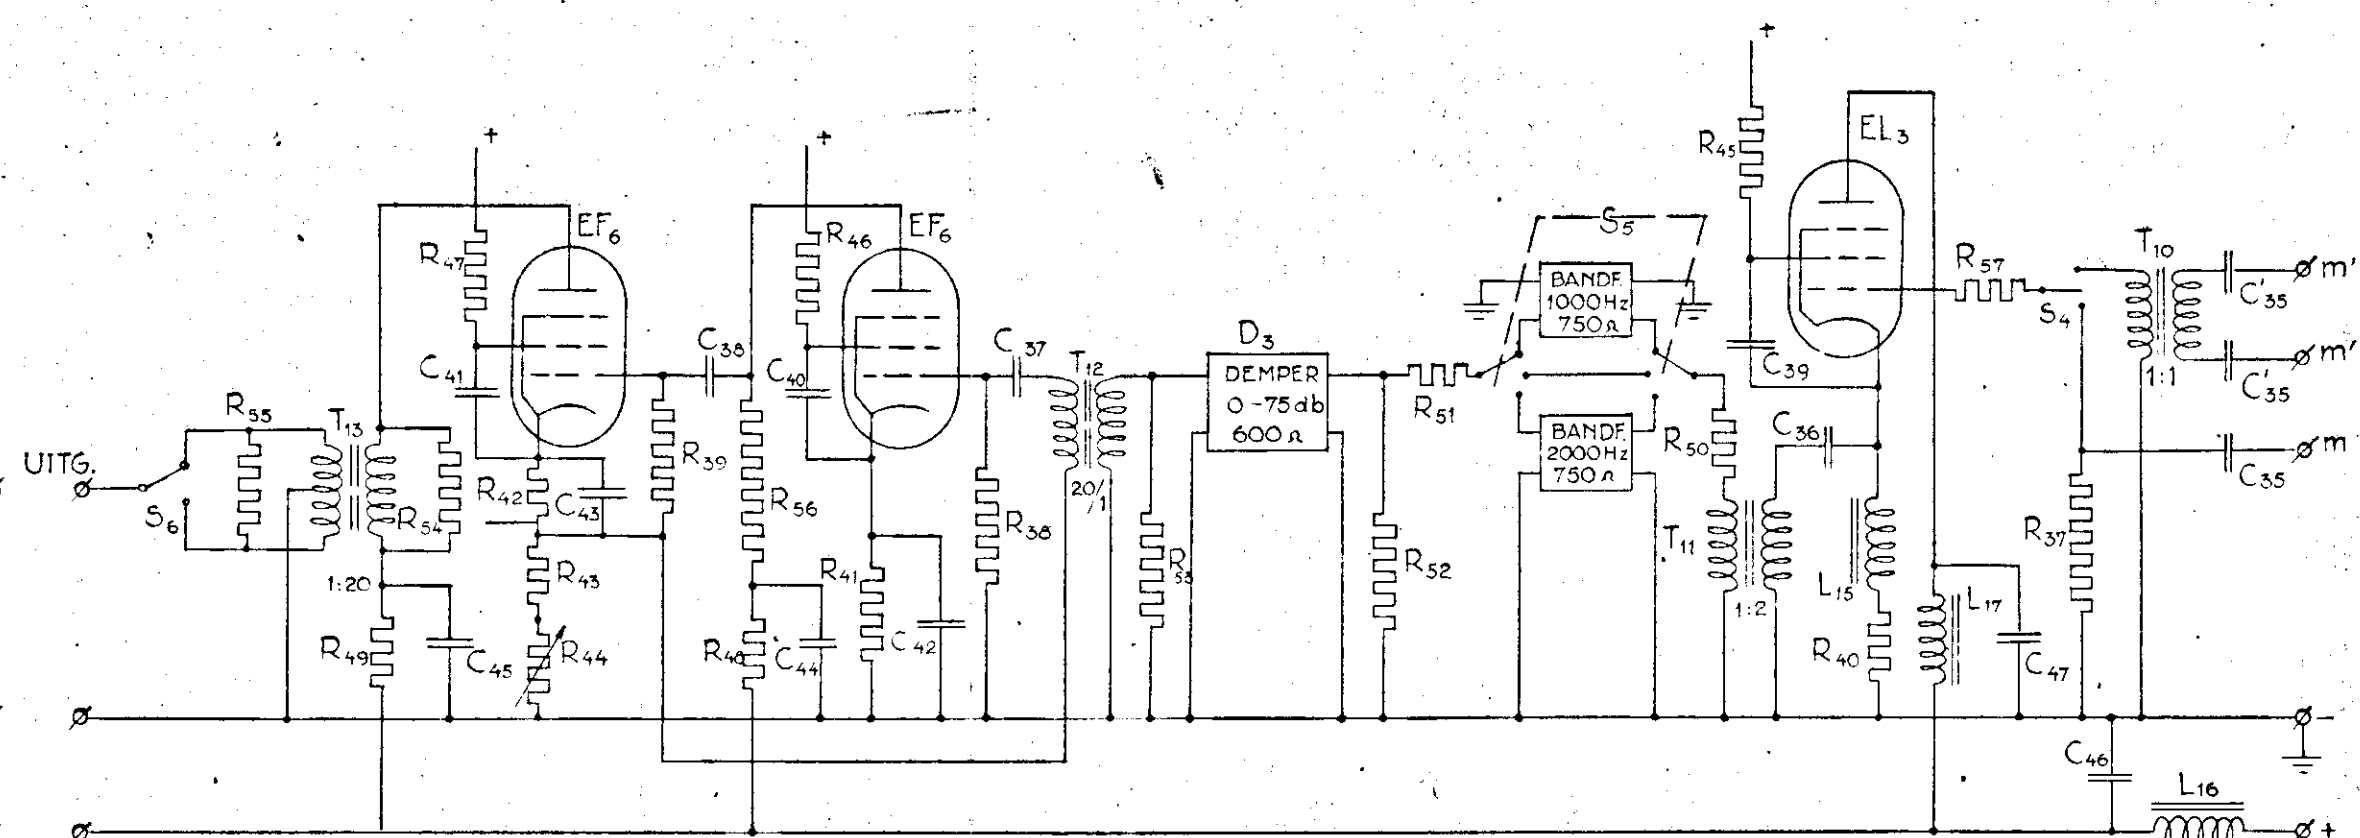 +
EL₃
R₄₅
+
+
EF₆
EF₆
R₄₇
R₄₆
S₅
R₅₇
T₁₀
m'
C'₃₅
S₄
BANDF.
1000Hz
750Ω
C₃₉
C₄₁
C₃₈
C₄₀
C₃₇
T₁₂
D₃
DEMPER
0-75db
600Ω
R₅₁
1:1
m'
C'₃₅
R₅₅
T₁₃
UITG.
S₆
R₅₄
R₄₂
C₄₃
R₃₉
R₅₆
R₃₈
20/1
BANDF.
2000Hz
750Ω
R₅₀
C₃₆
m
C₃₅
1:20
R₄₃
R₄₁
R₅₃
R₅₂
T₁₁
1:2
L₁₅
L₁₇
R₃₇
R₄₉
C₄₅
R₄₄
R₄₈
C₄₄
C₄₂
R₄₀
C₄₇
-
C₄₆
L₁₆
+